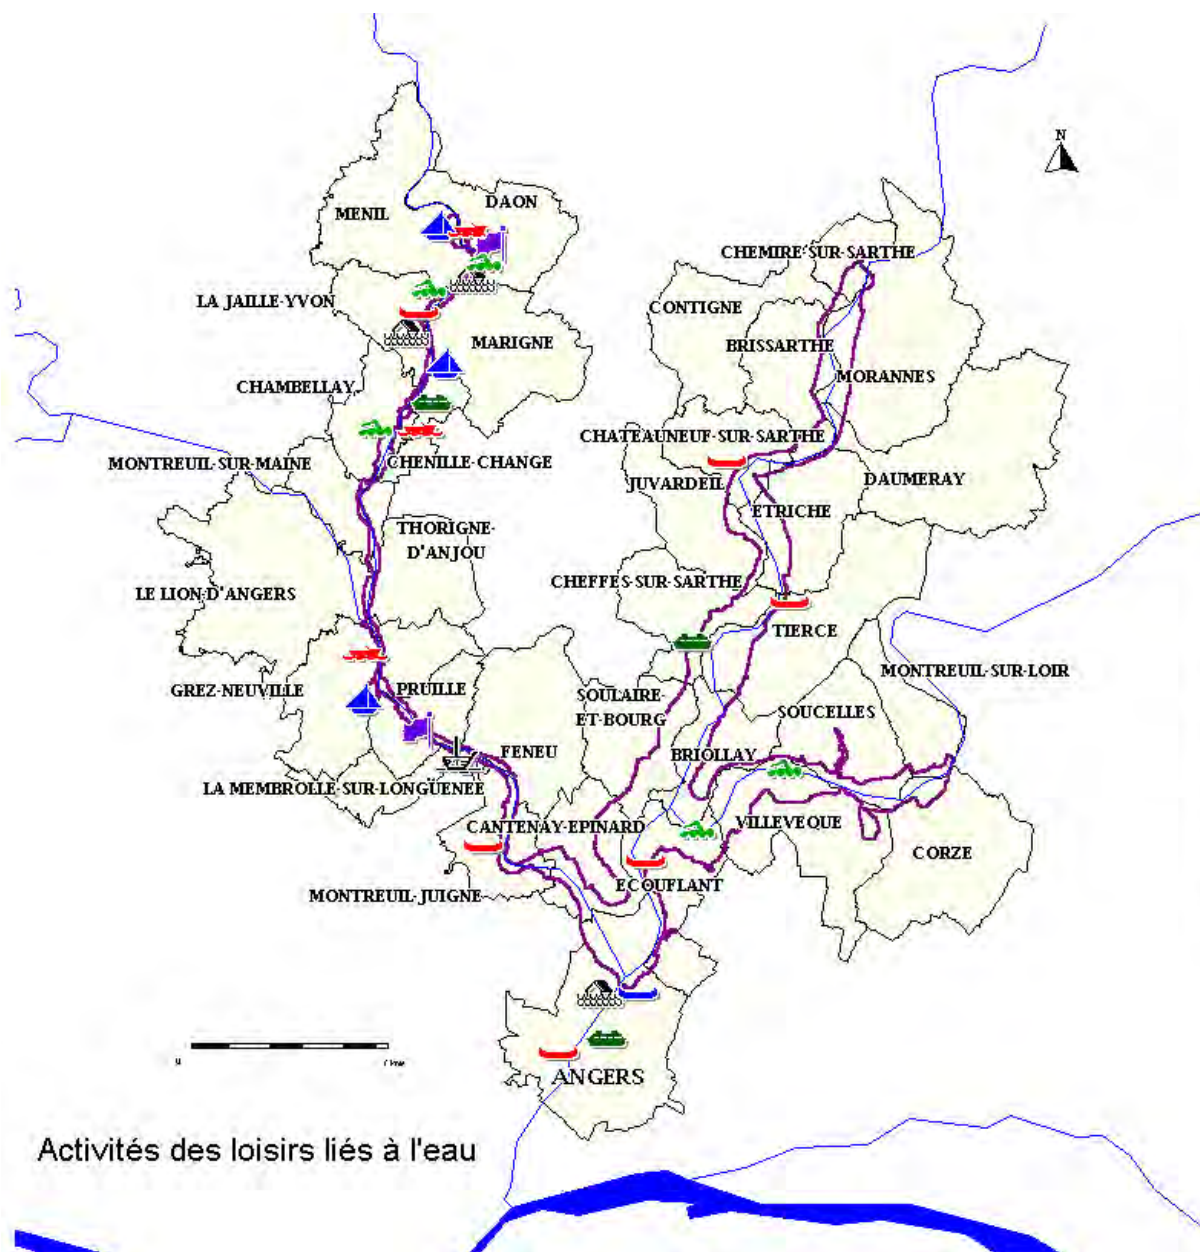 N
DAON
MENIL
CHEMIRE-SUR-SARTHE
LA JAILLE-YVON
CONTIGNE
MARIGNE
BRISSARTHE
MORANNES
CHAMBELLAY
CHATEAUNEUF-SUR-SARTHE
MONTREUIL-SUR-MAINE
CHENILLE-CHANGE
JUVARDEIL
DAUMERAY
ETRICHE
THORIGNE-
D'ANJOU
CHEFFES-SUR-SARTHE
LE LION-D'ANGERS
TIERCE
MONTREUIL-SUR-LOIR
GREZ-NEUVILLE
PRUILLE
SOULAIRE-
ET-BOURG
SOUCELLES
FENEU
BRIOLLAY
LA MEMBROLLE-SUR-LONGÜENEE
CANTENAY-EPINARD
VILLEVEQUE
CORZE
ECOUFLANT
MONTREUIL-JUIGNE
ANGERS
Activités des loisirs liés à l'eau